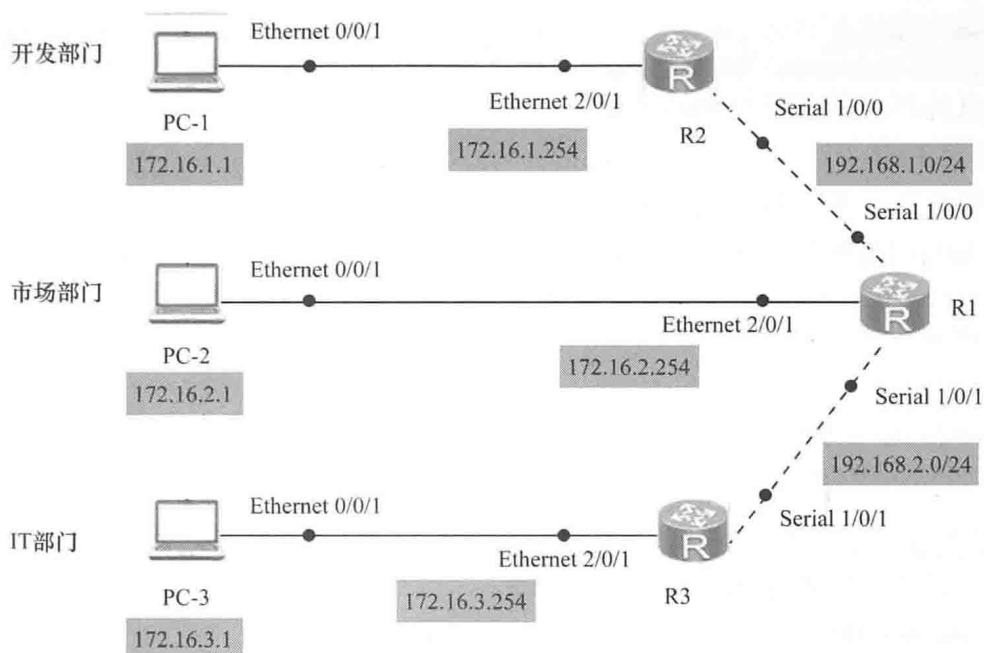 开发部门
Ethernet 0/0/1
Ethernet 2/0/1
R
PC-1
172.16.1.1
172.16.1.254
R2
Serial 1/0/0
192.168.1.0/24
Serial 1/0/0
市场部门
Ethernet 0/0/1
Ethernet 2/0/1
R
R1
PC-2
172.16.2.1
172.16.2.254
Serial 1/0/1
192.168.2.0/24
Serial 1/0/1
IT部门
Ethernet 0/0/1
Ethernet 2/0/1
R
PC-3
172.16.3.1
172.16.3.254
R3